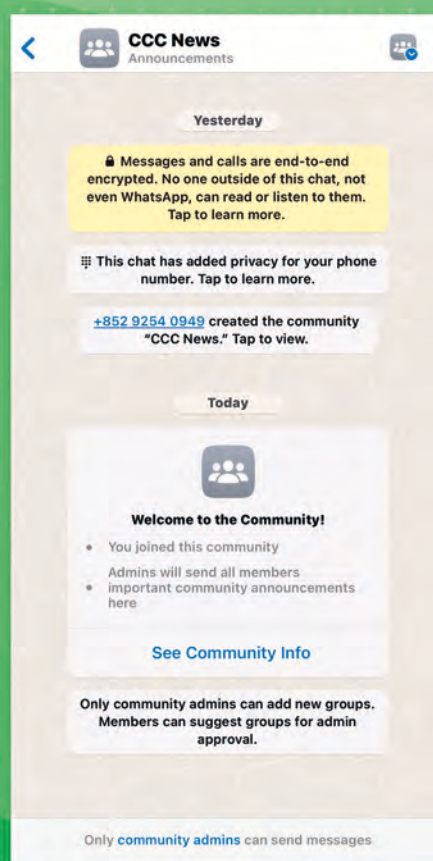 CCC News
Announcements
Yesterday
Messages and calls are end-to-end
encrypted. No one outside of this chat, not
even WhatsApp, can read or listen to them.
Tap to learn more.
This chat has added privacy for your phone
number. Tap to learn more.
+852 9254 0949 created the community
“CCC News.” Tap to view.
Today
Welcome to the Community!
• You joined this community
Admins will send all members
• important community announcements
here
See Community Info
Only community admins can add new groups.
Members can suggest groups for admin
approval.
Only community admins can send messages